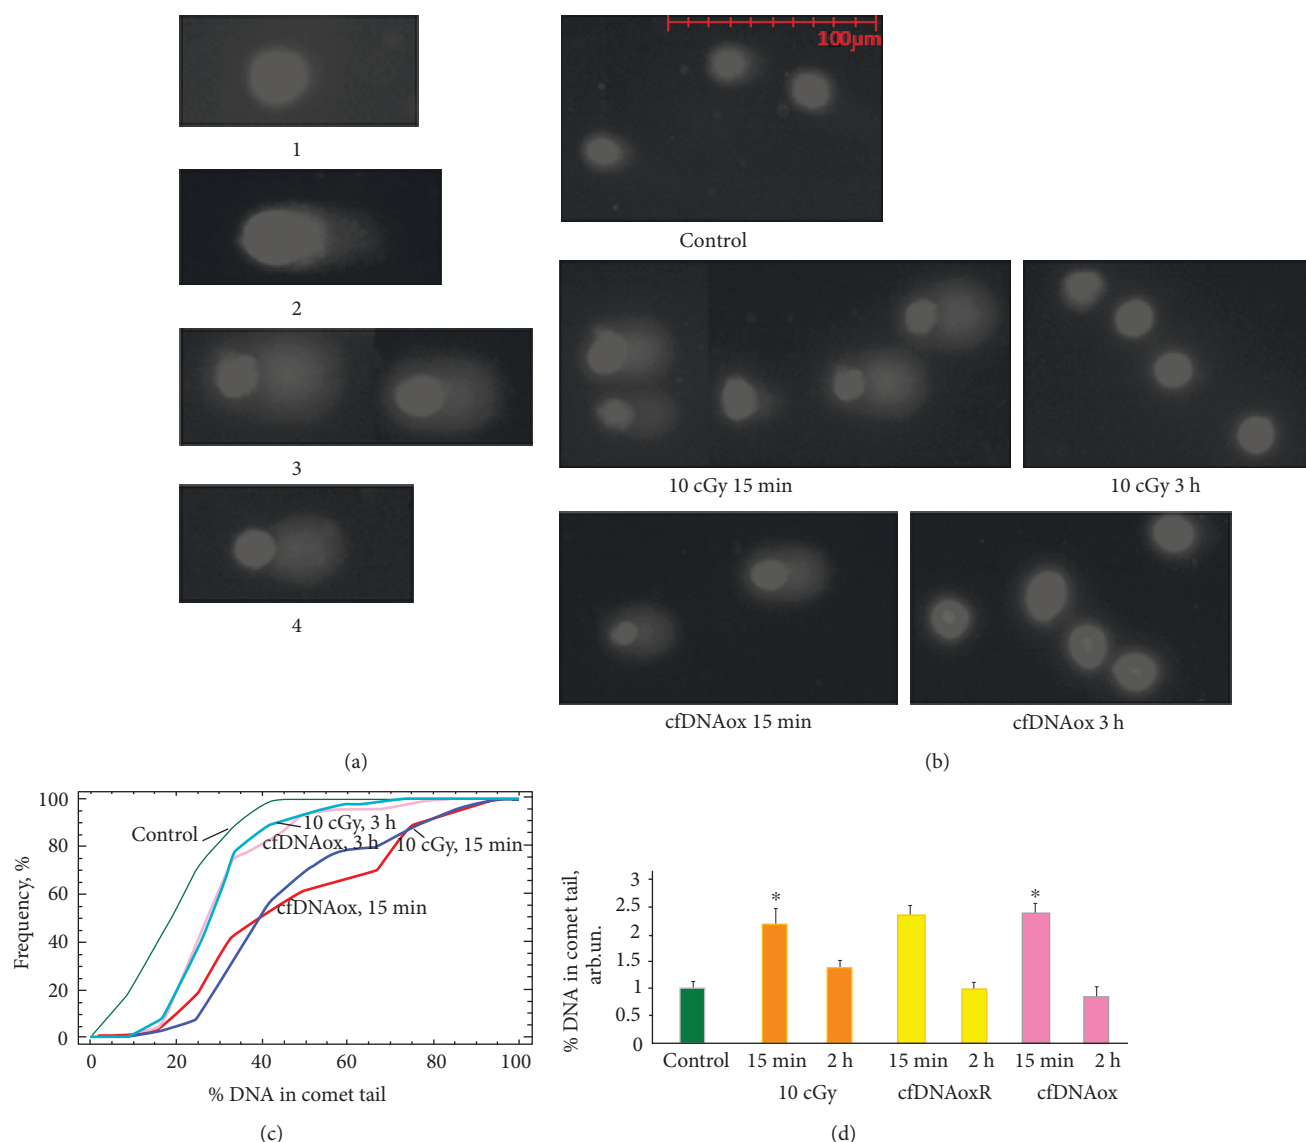 1
2
3
4
(a)
100µm
Control
10 cGy 15 min
10 cGy 3 h
cfDNAox 15 min
cfDNAox 3 h
(b)
Frequency, %
100
80
60
40
20
0
Control
10 cGy, 3 h
cfDNAox, 3 h
10 cGy, 15 min
cfDNAox, 15 min
0 20 40 60 80 100
% DNA in comet tail
(c)
% DNA in comet tail,
arb.un.
3
2.5
2
1.5
1
0.5
0
* *
Control 15 min 2 h 15 min 2 h 15 min 2 h
10 cGy cfDNAoxR cfDNAox
(d)